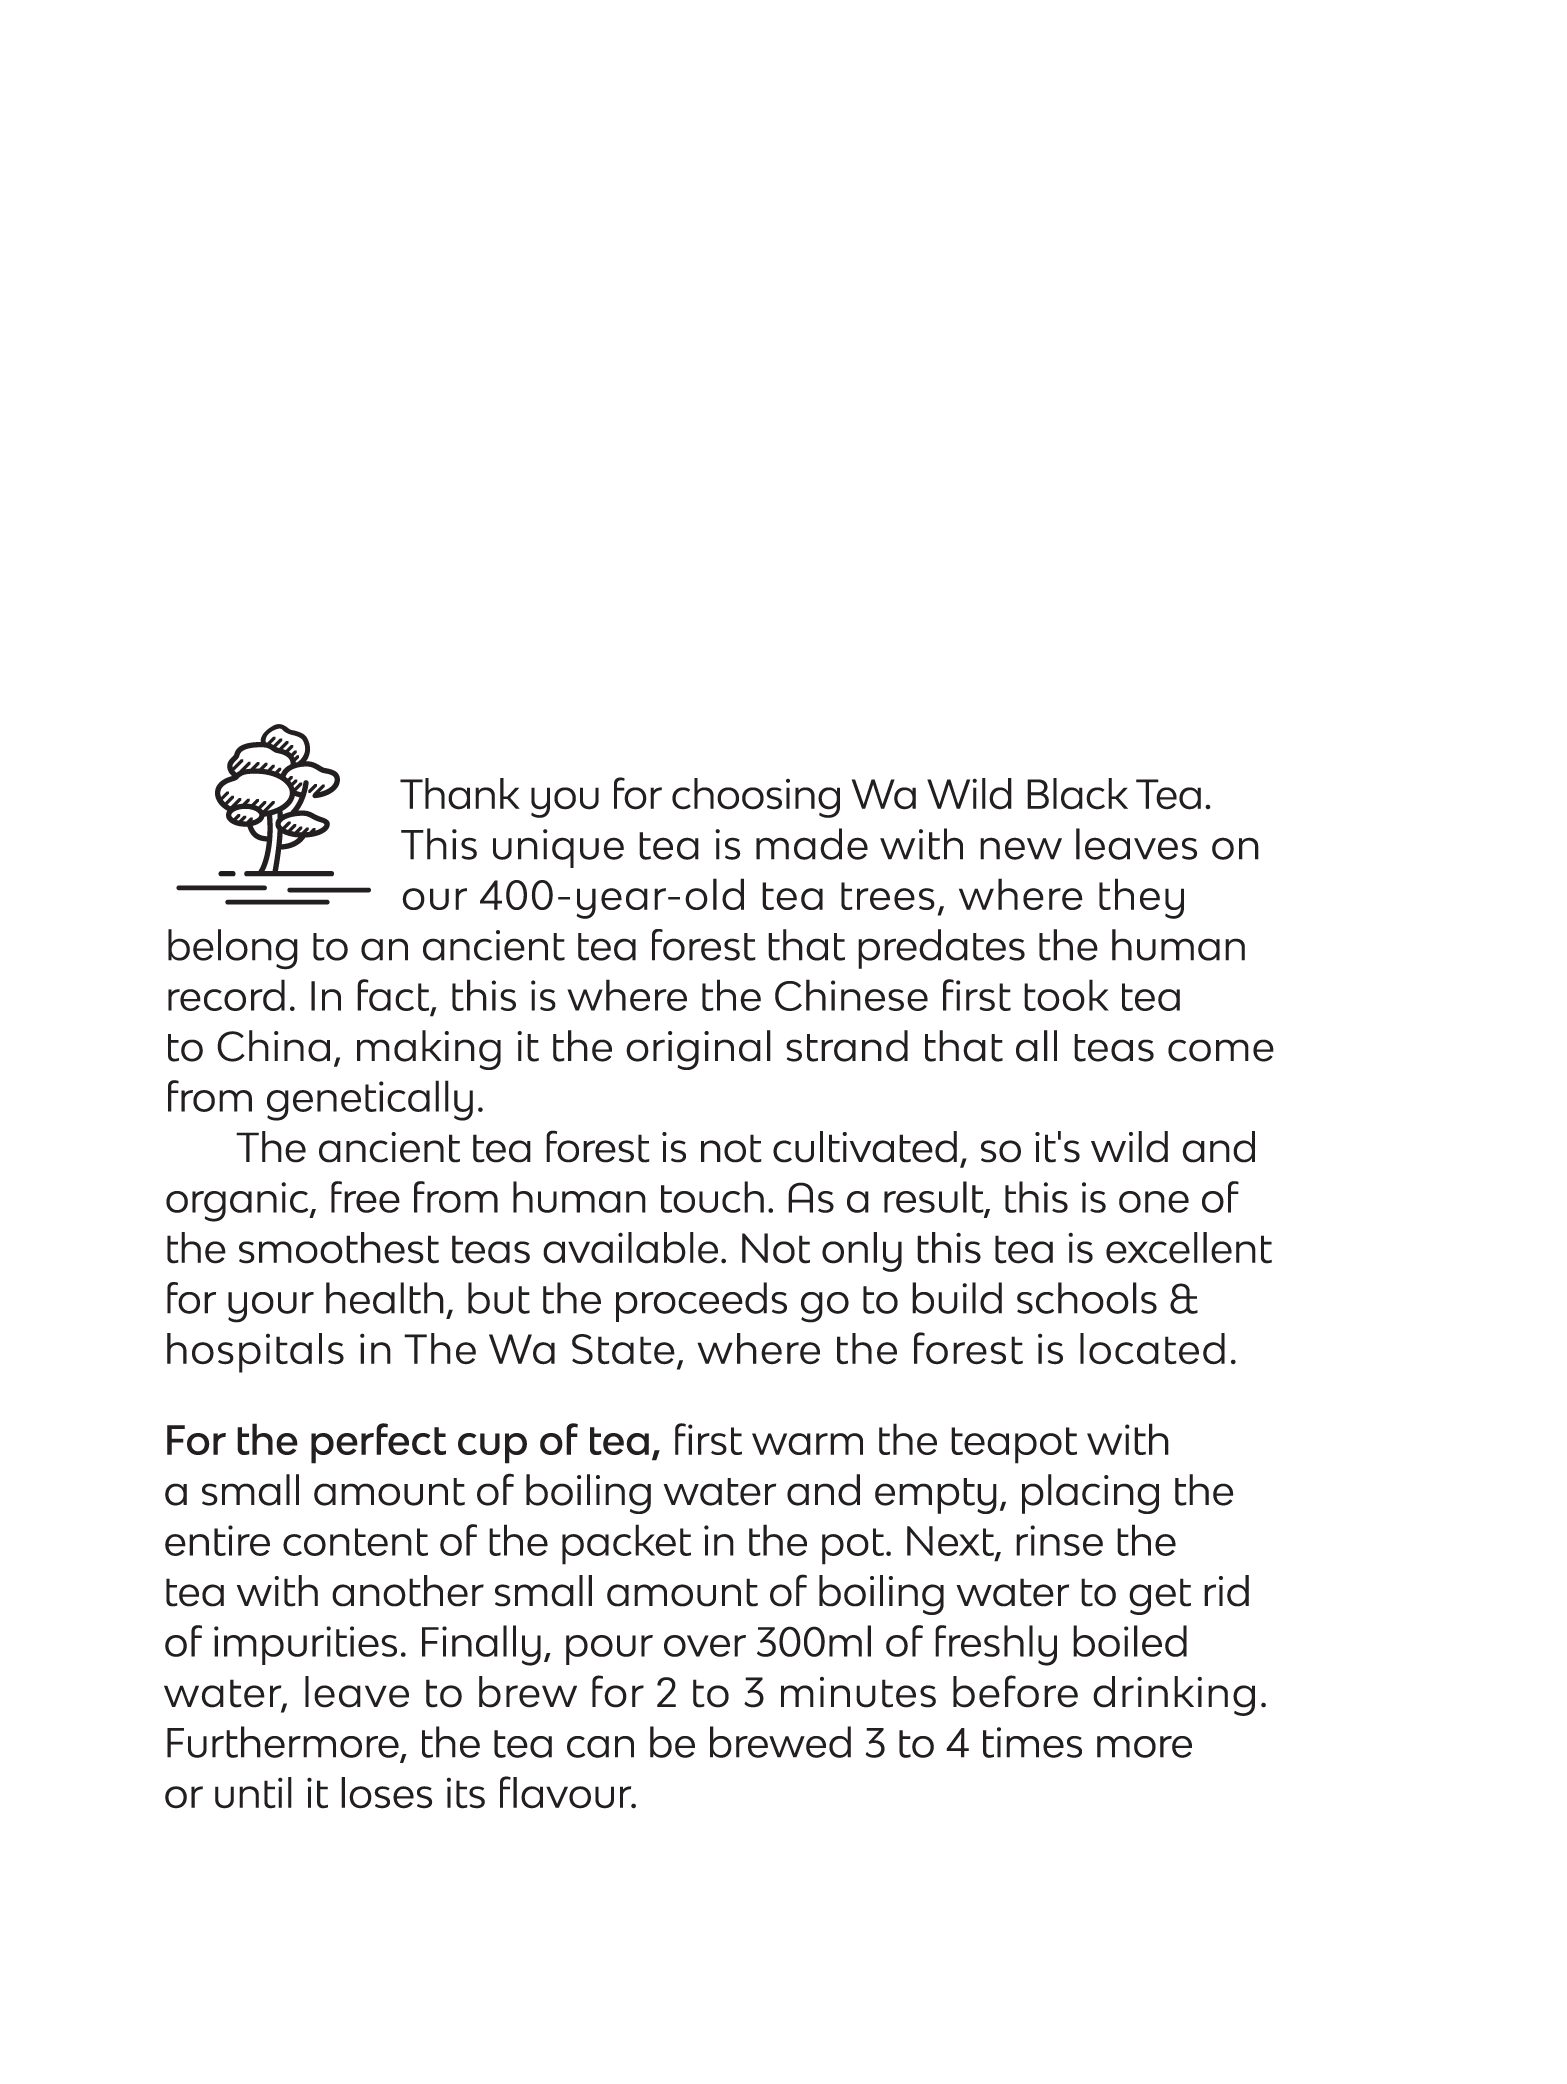 Thank you for choosing Wa Wild Black Tea.
This unique tea is made with new leaves on
our 400-year-old tea trees, where they
belong to an ancient tea forest that predates the human
record. In fact, this is where the Chinese first took tea
to China, making it the original strand that all teas come
from genetically.
The ancient tea forest is not cultivated, so it's wild and
organic, free from human touch. As a result, this is one of
the smoothest teas available. Not only this tea is excellent
for your health, but the proceeds go to build schools &
hospitals in The Wa State, where the forest is located.
For the perfect cup of tea, first warm the teapot with
a small amount of boiling water and empty, placing the
entire content of the packet in the pot. Next, rinse the
tea with another small amount of boiling water to get rid
of impurities. Finally, pour over 300ml of freshly boiled
water, leave to brew for 2 to 3 minutes before drinking.
Furthermore, the tea can be brewed 3 to 4 times more
or until it loses its flavour.